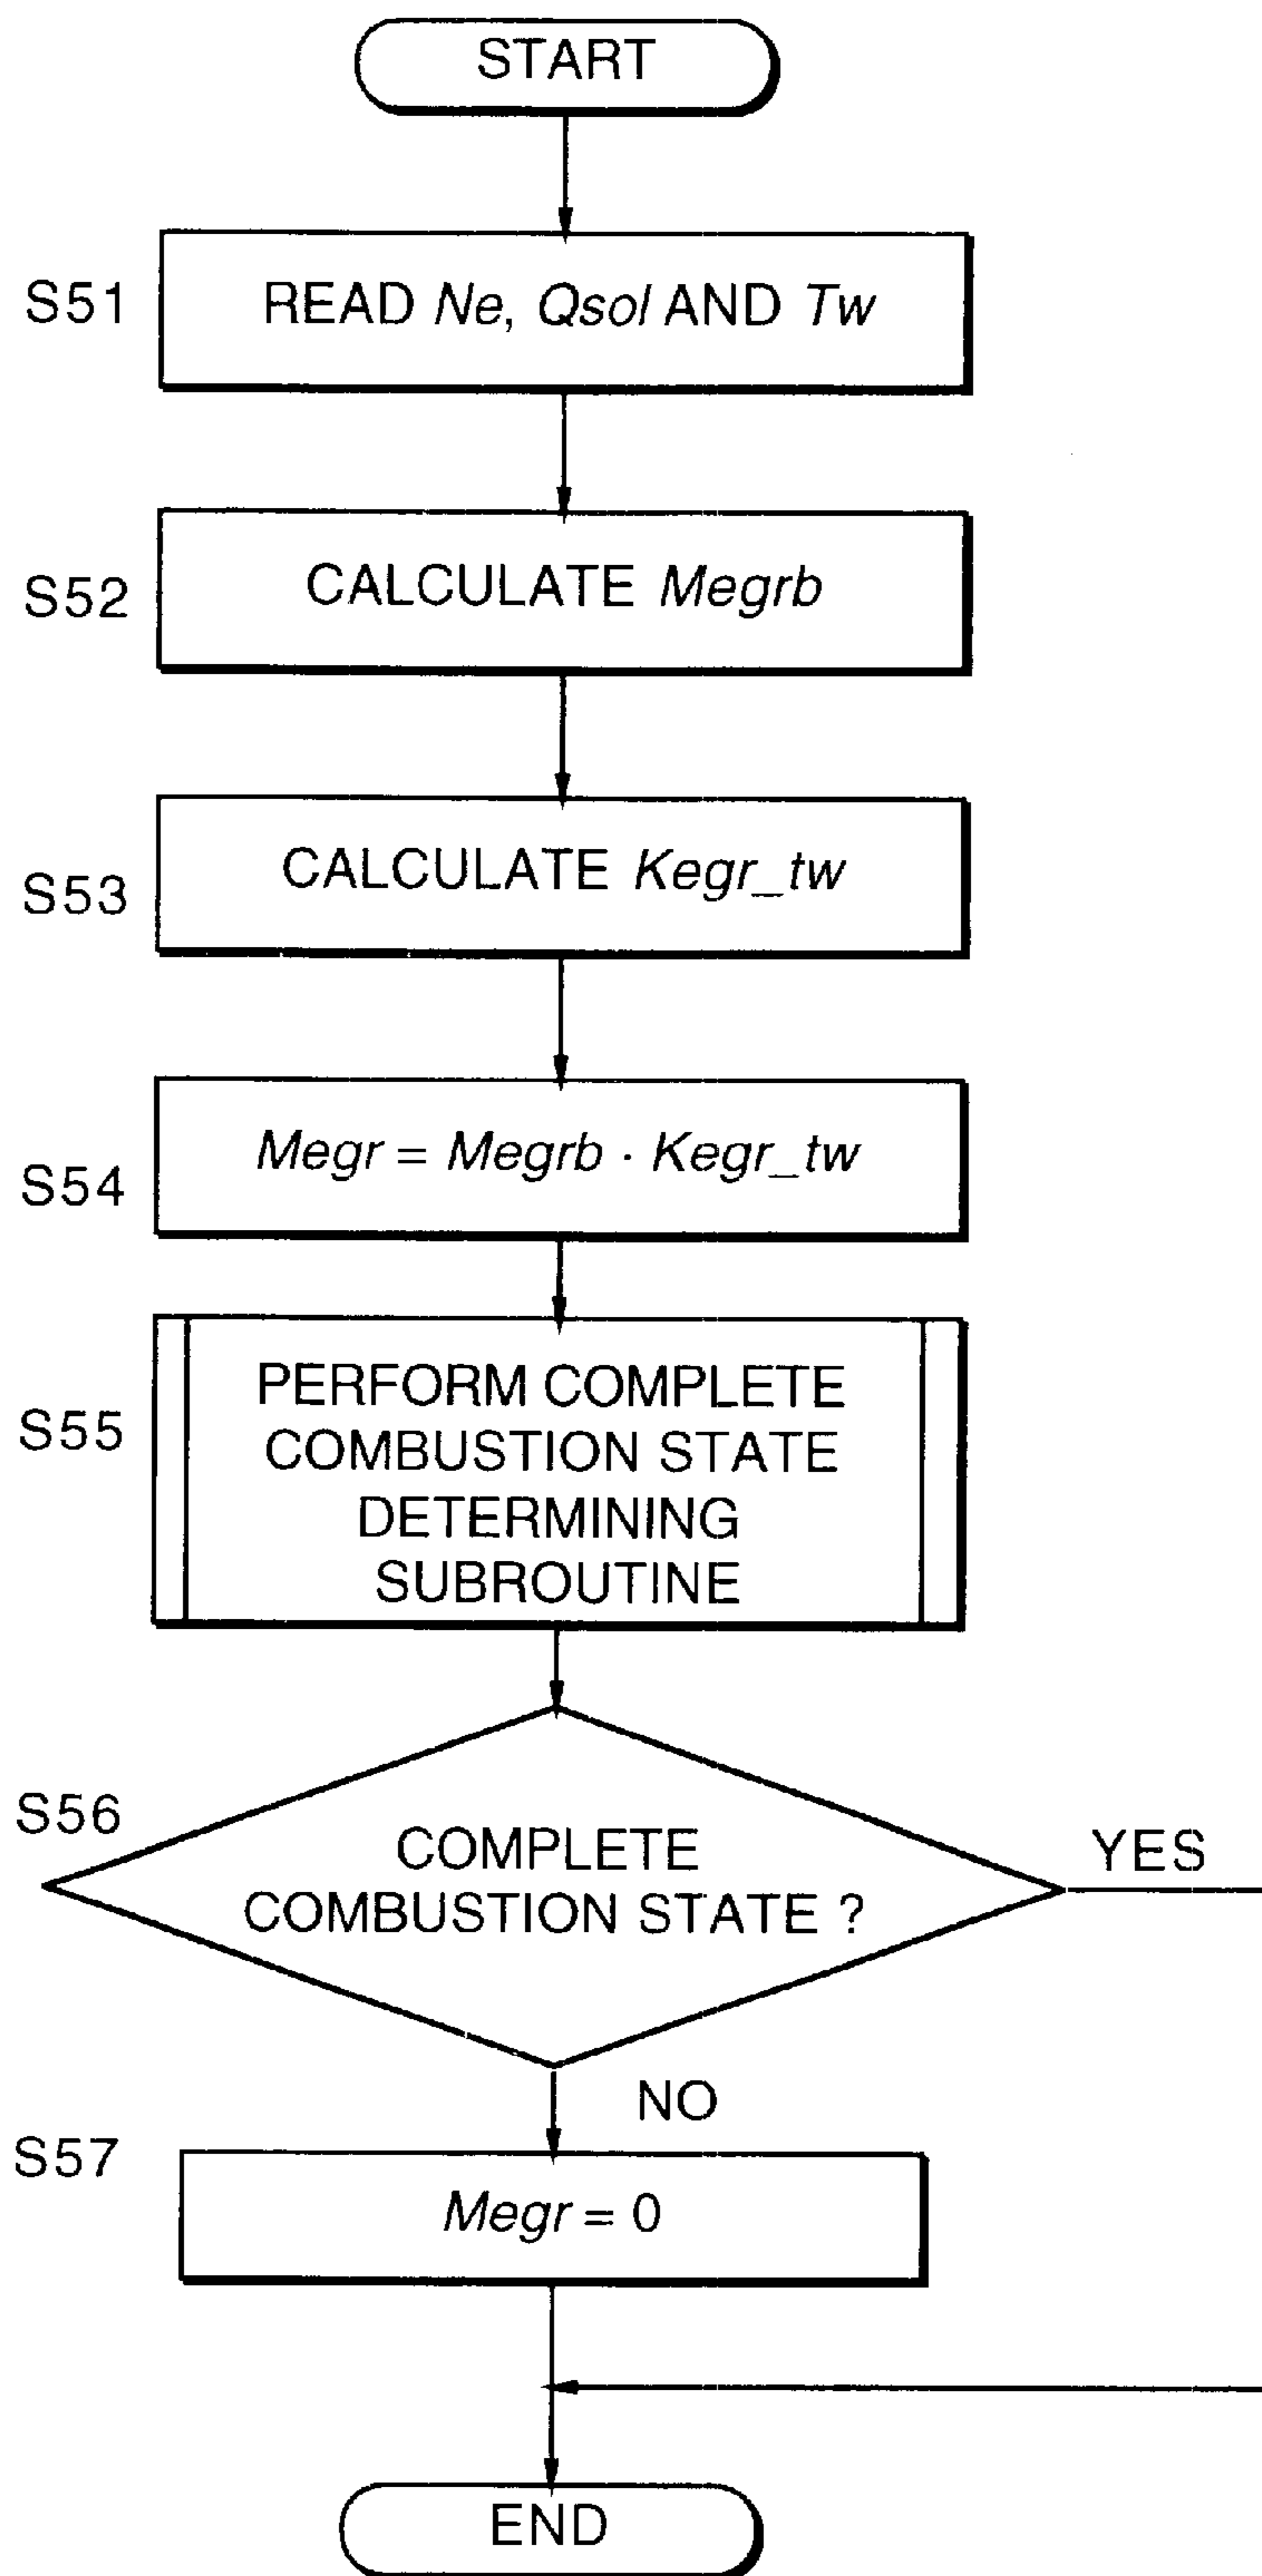 START
S51
READ Ne, Qsol AND Tw
S52
CALCULATE Megrb
S53
CALCULATE Kegr_tw
S54
Megr = Megrb · Kegr_tw
S55
PERFORM COMPLETE
COMBUSTION STATE
DETERMINING
SUBROUTINE
S56
COMPLETE
COMBUSTION STATE ?
YES
NO
S57
Megr = 0
END